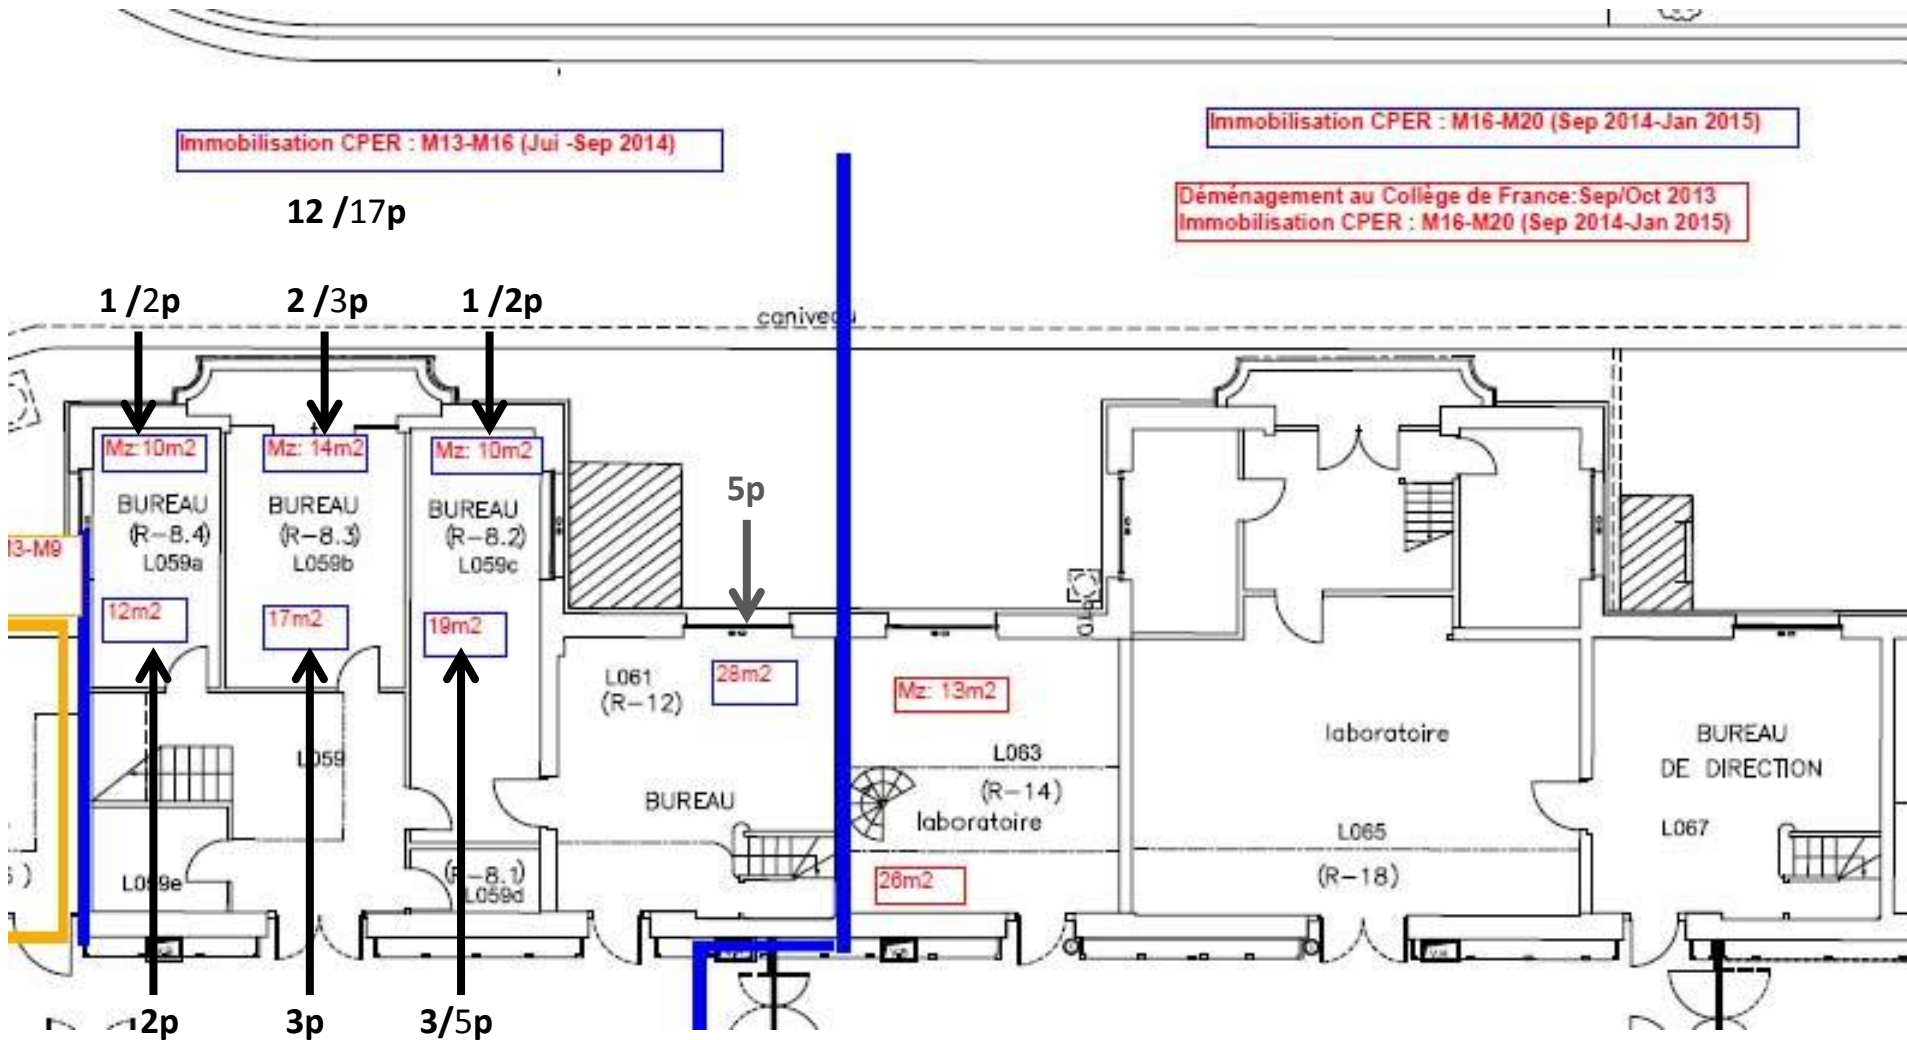 Immobilisation CPER : M16-M20 (Sep 2014-Jan 2015)
Immobilisation CPER : M13-M16 (Jui -Sep 2014)
Déménagement au Collège de France:Sep/Oct 2013
Immobilisation CPER : M16-M20 (Sep 2014-Jan 2015)
12 /17p
1 /2p
2 /3p
1 /2p
caniveau
Mz:10m2
Mz: 14m2
Mz: 10m2
5p
BUREAU
(R-8.4)
L059a
BUREAU
(R-8.3)
L059b
BUREAU
(R-8.2)
L059c
13-M9
12m2
17m2
19m2
L061
(R-12)
28m2
Mz: 13m2
L059
L063
(R-14)
laboratoire
laboratoire
BUREAU
DE DIRECTION
BUREAU
L065
(R-18)
L067
26m2
L059e
(R-8.1)
L059d
2p
3p
3/5p